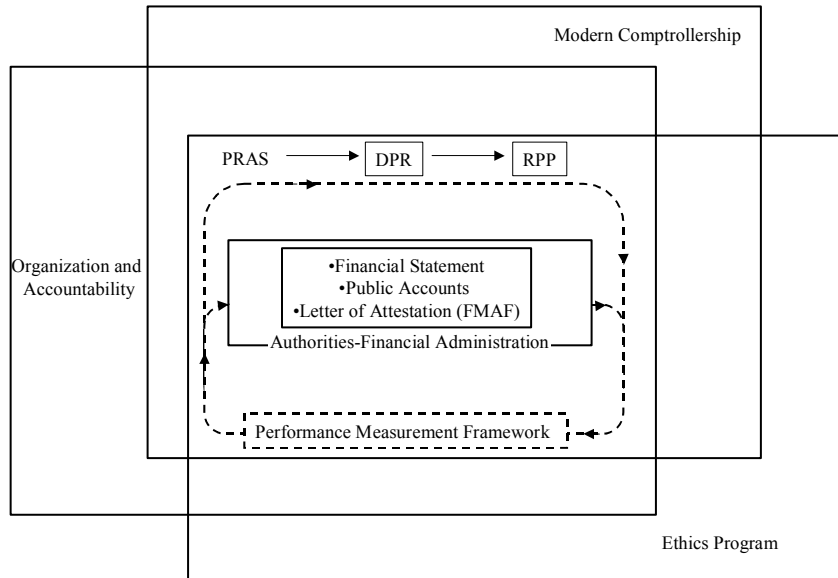 Modern Comptrollership
PRAS
DPR
RPP
Organization and
Accountability
•Financial Statement
•Public Accounts
•Letter of Attestation (FMAF)
Authorities-Financial Administration
Performance Measurement Framework
Ethics Program